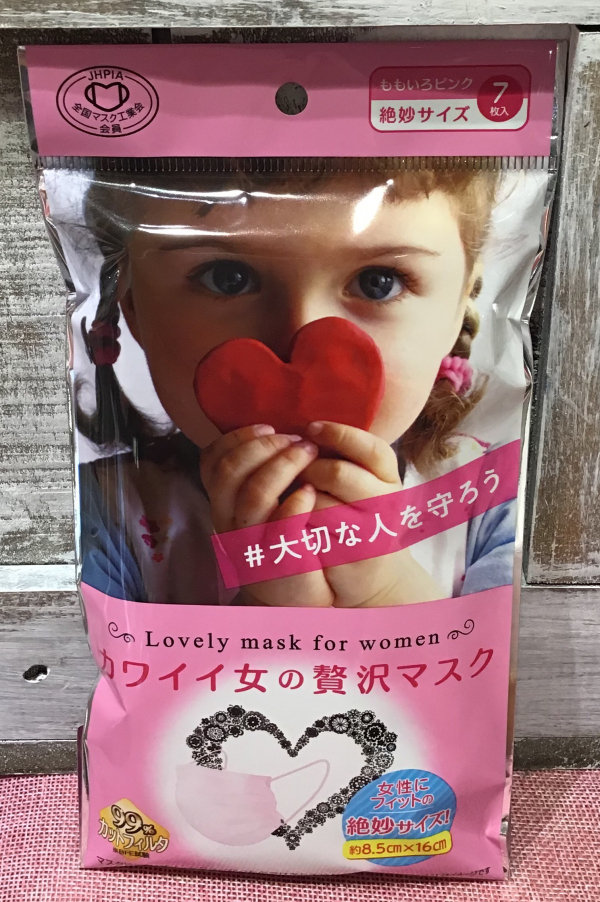 JHPIA
全国マスク工業会
会員
ももいろピンク
絶妙サイズ
7
枚入
#大切な人を守ろう
Lovely mask for women
カワイイ女の贅沢マスク
99%
カットフィルタ
女性に
フィットの
絶妙サイズ!
約8.5cm×16cm